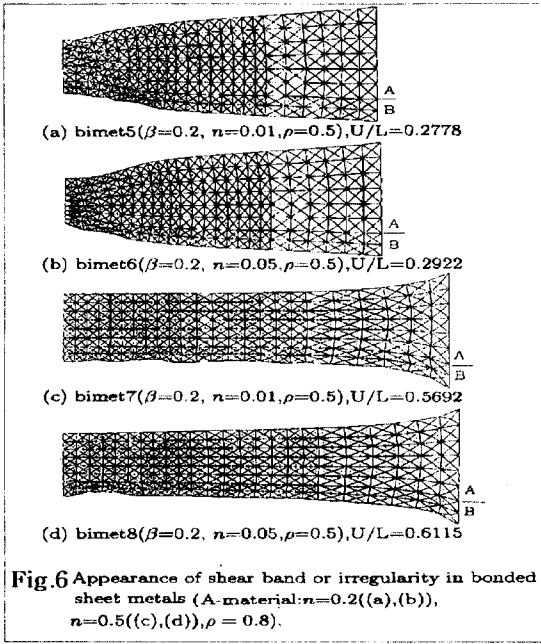 A
B
(a) bimet5(β=0.2, n=0.01,ρ=0.5),U/L=0.2778
A
B
(b) bimet6(β=0.2, n=0.05,ρ=0.5),U/L=0.2922
A
B
(c) bimet7(β=0.2, n=0.01,ρ=0.5),U/L=0.5692
A
B
(d) bimet8(β=0.2, n=0.05,ρ=0.5),U/L=0.6115
Fig.6 Appearance of shear band or irregularity in bonded
sheet metals (A-material:n=0.2((a),(b)),
n=0.5((c),(d)),ρ = 0.8).